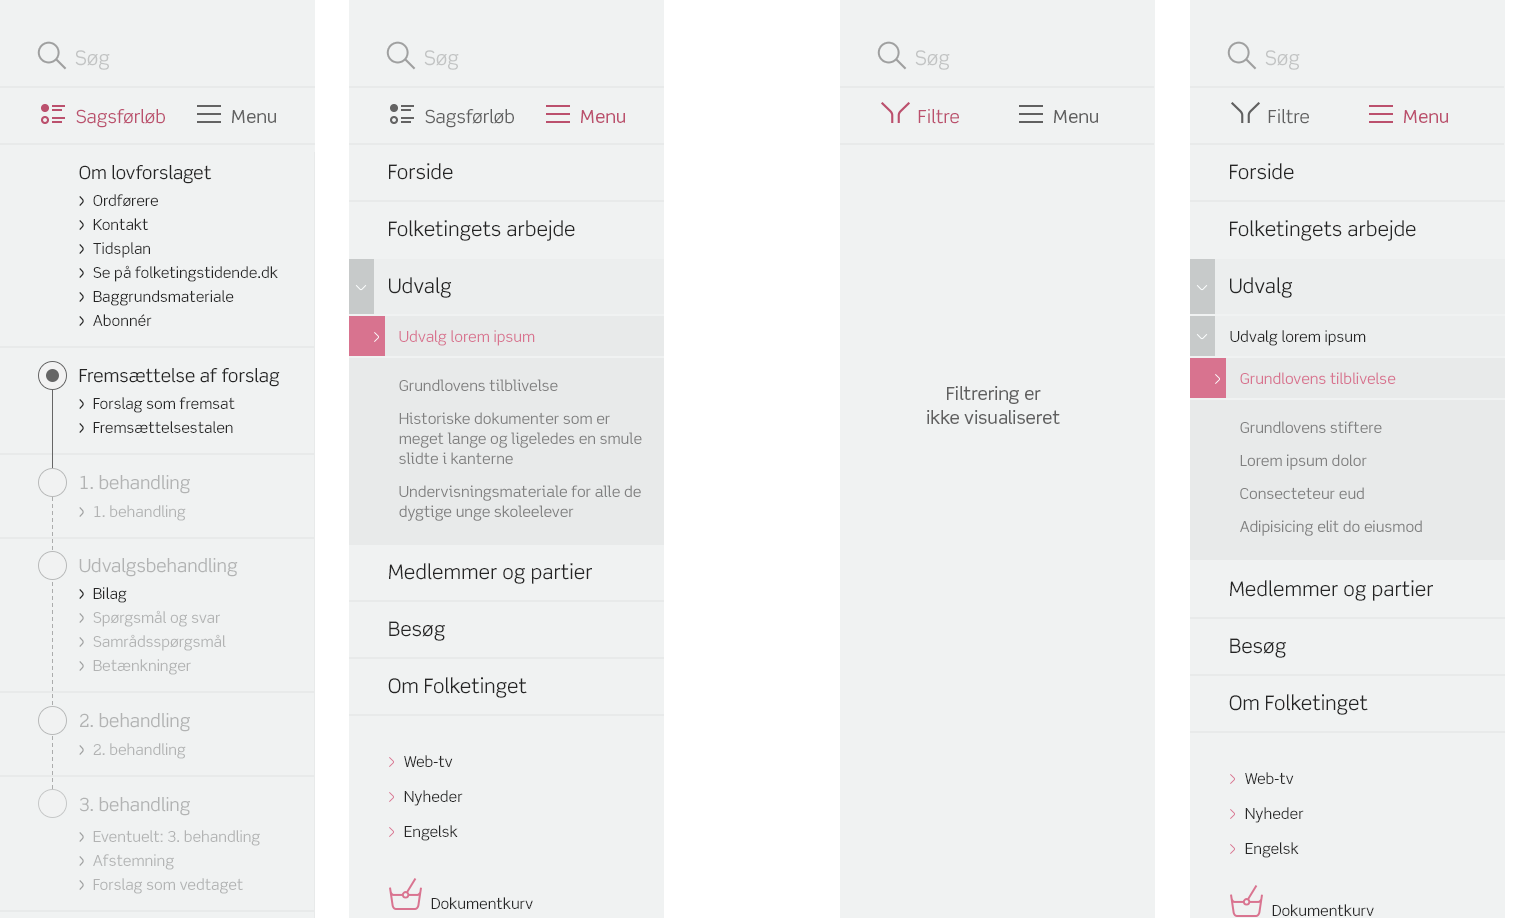 Søg
Sagsførløb
Menu
Om lovforslaget
Ordførere
Kontakt
Tidsplan
Se på folketingstidende.dk
Baggrundsmateriale
Abonnér
Fremsættelse af forslag
Forslag som fremsat
Fremsættelsestalen
1. behandling
1. behandling
Udvalgsbehandling
Bilag
Spørgsmål og svar
Samrådsspørgsmål
Betænkninger
2. behandling
2. behandling
3. behandling
Eventuelt: 3. behandling
Afstemning
Forslag som vedtaget
Søg
Sagsførløb
Menu
Forside
Folketingets arbejde
Udvalg
Udvalg lorem ipsum
Grundlovens tilblivelse
Historiske dokumenter som er
meget lange og ligeledes en smule
slidte i kanterne
Undervisningsmateriale for alle de
dygtige unge skoleelever
Medlemmer og partier
Besøg
Om Folketinget
Web-tv
Nyheder
Engelsk
Dokumentkurv
Søg
Filtre
Menu
Filtrering er
ikke visualiseret
Søg
Filtre
Menu
Forside
Folketingets arbejde
Udvalg
Udvalg lorem ipsum
Grundlovens tilblivelse
Grundlovens stiftere
Lorem ipsum dolor
Consecteteur eud
Adipisicing elit do eiusmod
Medlemmer og partier
Besøg
Om Folketinget
Web-tv
Nyheder
Engelsk
Dokumentkurv